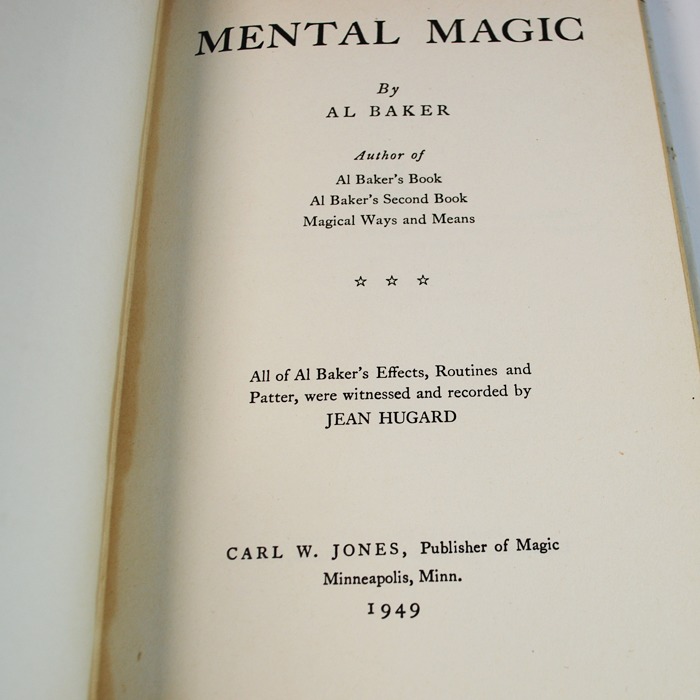 MENTAL MAGIC
By
AL BAKER
Author of
Al Baker's Book
Al Baker's Second Book
Magical Ways and Means
☆ ☆ ☆
All of Al Baker's Effects, Routines and
Patter, were witnessed and recorded by
JEAN HUGARD
CARL W. JONES, Publisher of Magic
Minneapolis, Minn.
1949